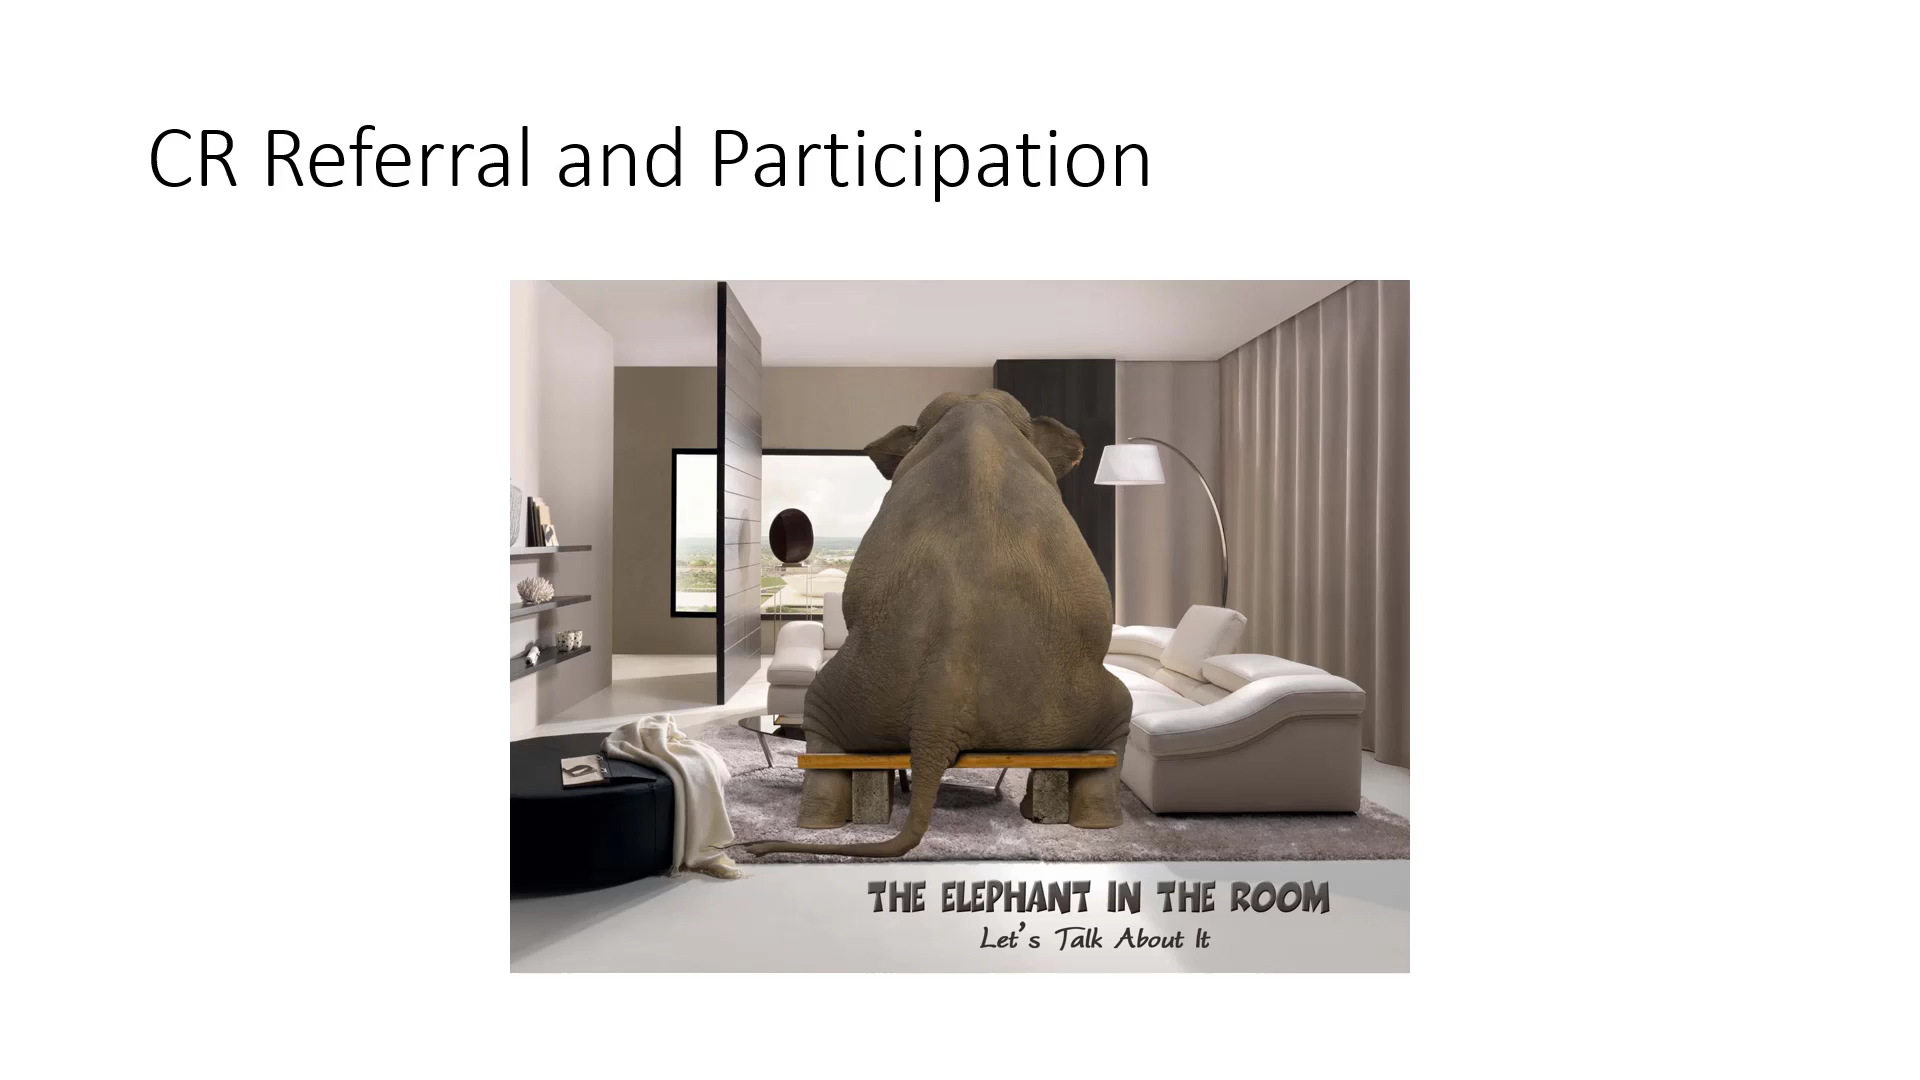 CR Referral and Participation
THE ELEPHANT IN THE ROOM
Let's Talk About It